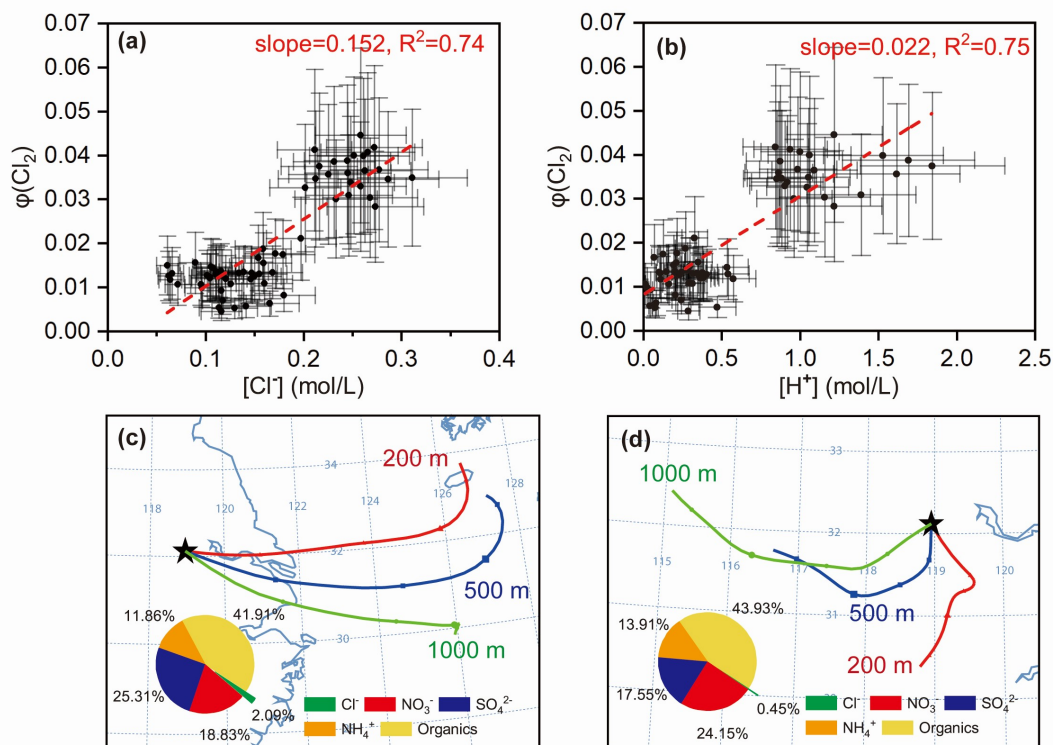 (a)
slope=0.152, R²=0.74
φ(Cl₂)
0.07
0.06
0.05
0.04
0.03
0.02
0.01
0.00
0.0 0.1 0.2 0.3 0.4
[Cl⁻] (mol/L)
(b)
slope=0.022, R²=0.75
φ(Cl₂)
0.07
0.06
0.05
0.04
0.03
0.02
0.01
0.00
0.0 0.5 1.0 1.5 2.0 2.5
[H⁺] (mol/L)
(c)
200 m
34
126
128
124
122
120
118
32
500 m
30
1000 m
11.86% 41.91%
25.31%
2.09%
18.83%
Cl⁻ NO₃⁻ SO₄²⁻
NH₄⁺ Organics
(d)
33
1000 m
32
115
116
117
118
119
120
500 m
31
200 m
43.93%
13.91%
17.55%
0.45%
24.15%
Cl⁻ NO₃⁻ SO₄²⁻
NH₄⁺ Organics